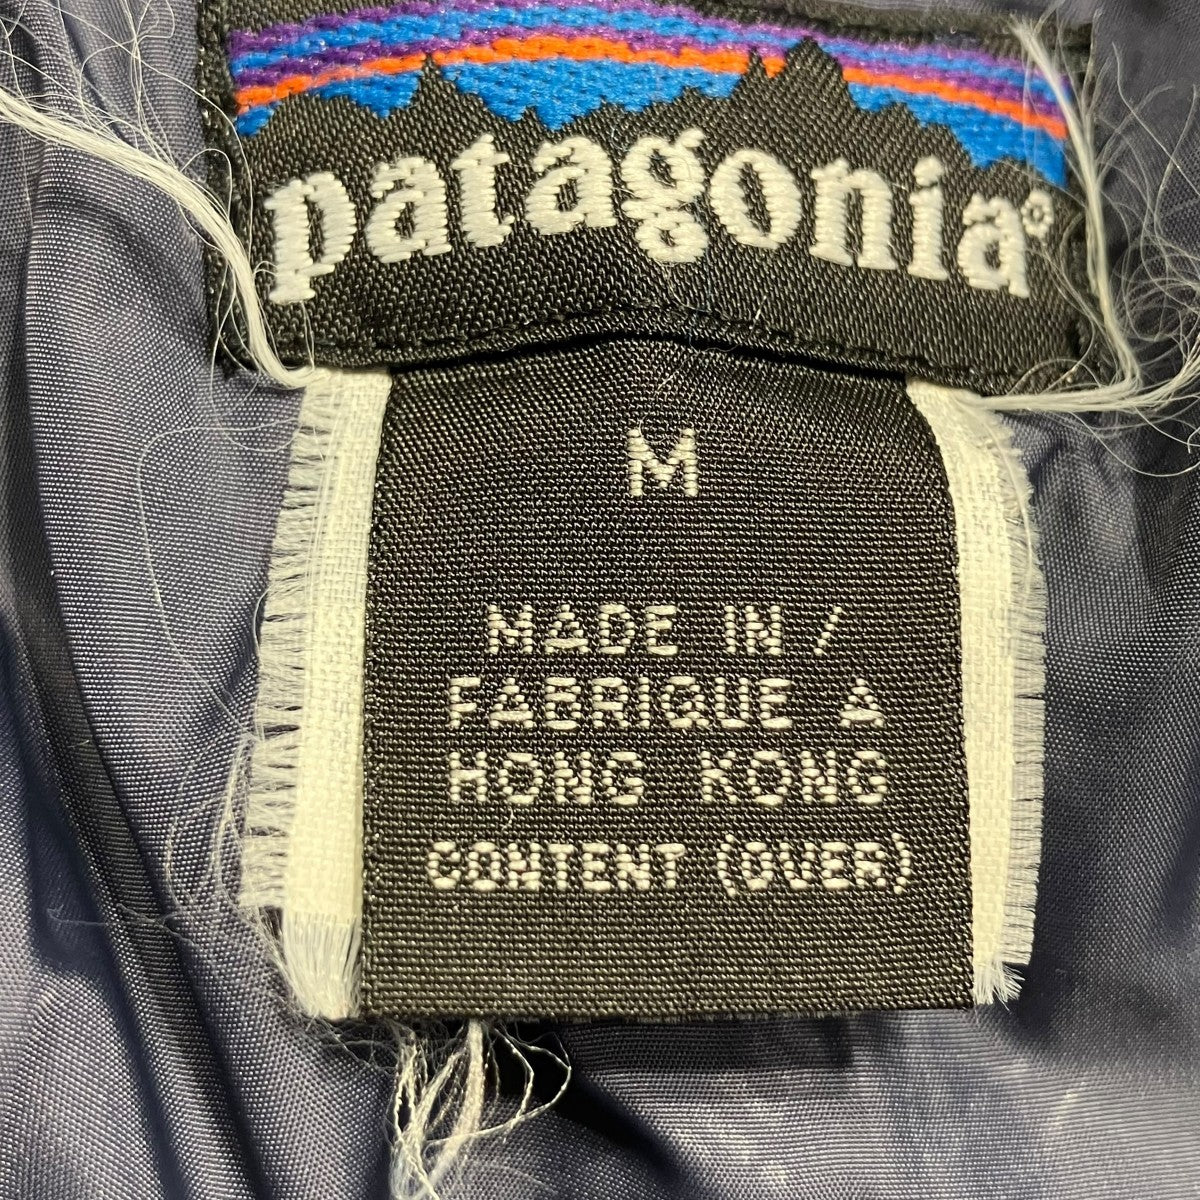 patagonia®
M
MADE IN /
FABRIQUE A
HONG KONG
CONTENT (OVER)